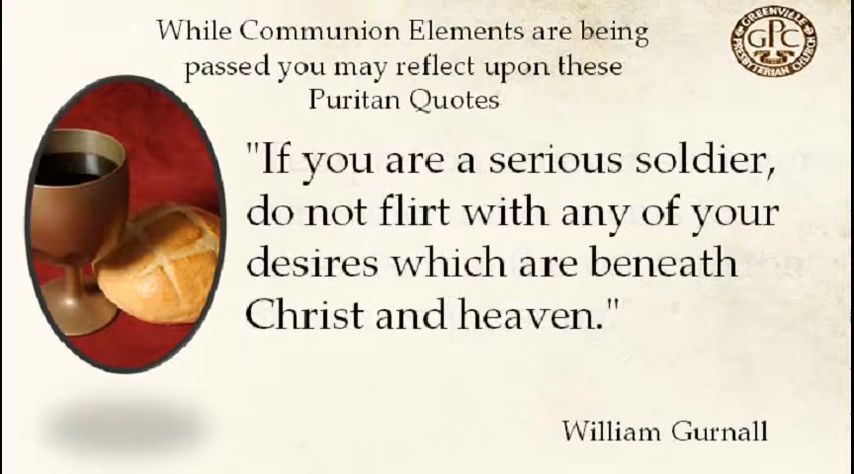 While Communion Elements are being
passed you may reflect upon these
Puritan Quotes
GREENVILLE
GPC
PRESBYTERIAN CHURCH
"If you are a serious soldier,
do not flirt with any of your
desires which are beneath
Christ and heaven."
William Gurnall